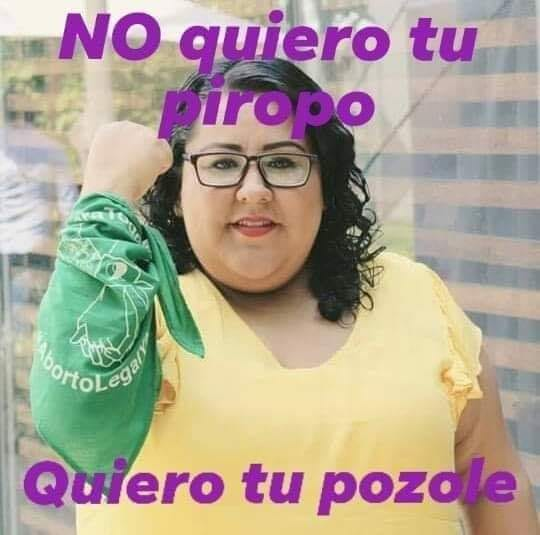 NO quiero tu
piropo
Quiero tu pozole
AbortoLegal